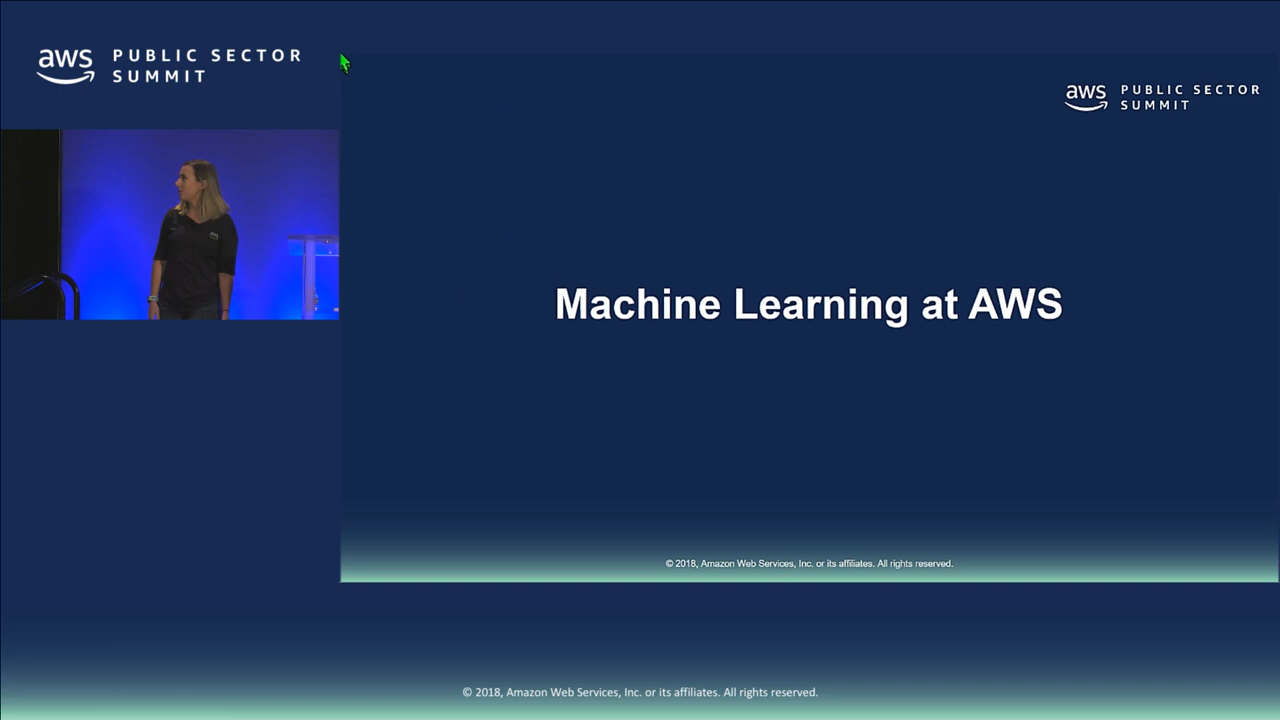 aws PUBLIC SECTOR
SUMMIT
aws PUBLIC SECTOR
SUMMIT
Machine Learning at AWS
© 2018, Amazon Web Services, Inc. or its affiliates. All rights reserved.
© 2018, Amazon Web Services, Inc. or its affiliates. All rights reserved.